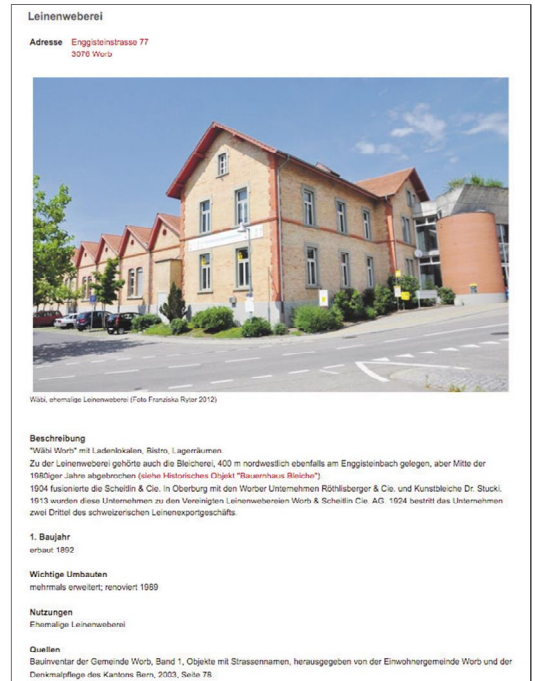 Leinenweberei
Adresse Enggisteinstrasse 77
3076 Worb
Wäbi, ehemalige Leinenweberei (Foto Franziska Ryter 2012)
Beschreibung
"Wäbi Worb" mit Ladenlokalen, Bistro, Lagerräumen
Zu der Leinenweberei gehörte auch die Bleicherei, 400 m nordwestlich ebenfalls am Enggisteinbach gelegen, aber Mitte der
1980iger Jahre abgebrochen (siehe Historisches Objekt "Bauernhaus Bleiche")
1904 fusionierte die Scheitlin & Cie. in Oberburg mit den Worber Unternehmen Röthlisberger & Cie. und Kunstbleiche Dr. Stucki.
1913 wurden diese Unternehmen zu den Vereinigten Leinenwebereien Worb & Scheitlin Cie. AG. 1924 bestritt das Unternehmen
zwei Drittel des schweizerischen Leinenexportgeschäfts.
1. Baujahr
erbaut 1892
Wichtige Umbauten
mehrmals erweitert; renoviert 1989
Nutzungen
Ehemalige Leinenweberei
Quellen
Bauinventar der Gemeinde Worb, Band 1, Objekte mit Strassennamen, herausgegeben von der Einwohnergemeinde Worb und der
Denkmalpflege des Kantons Bern, 2003, Seite 78